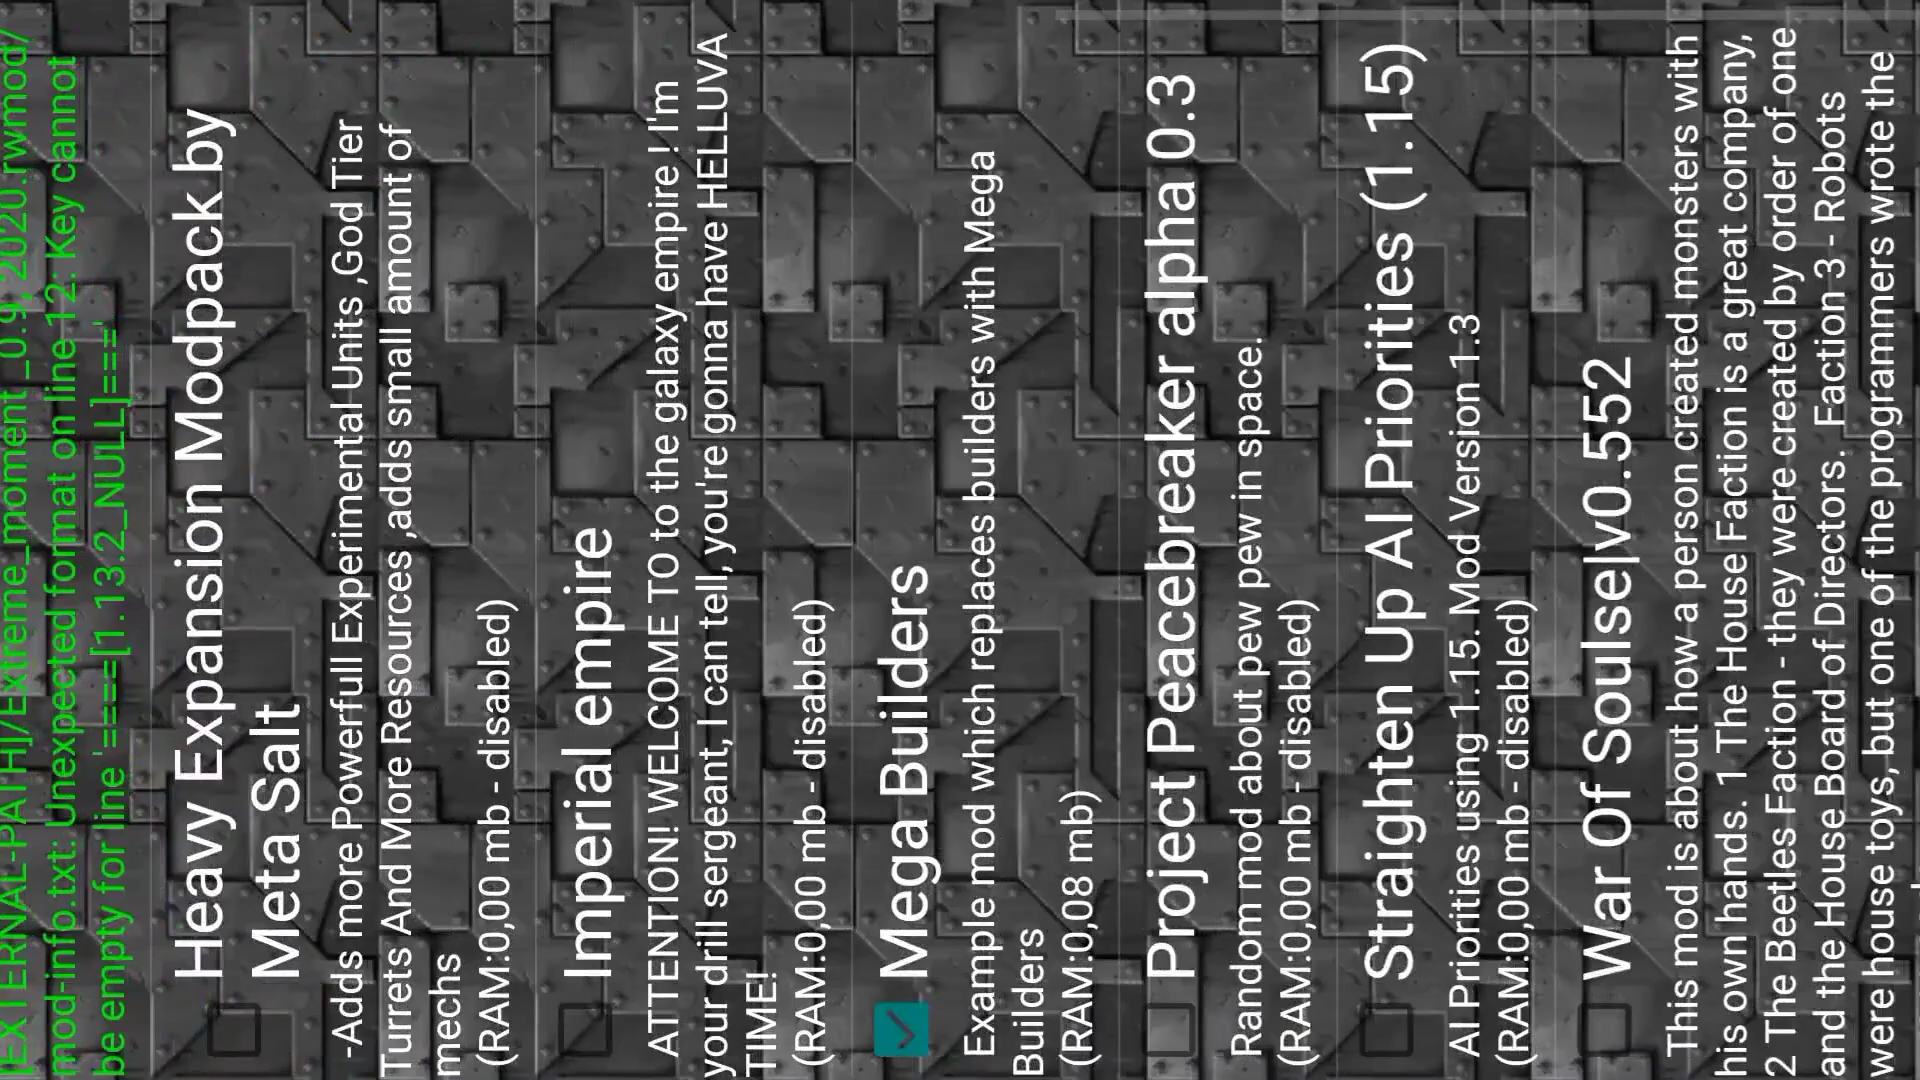 [EXTERNAL-PATH]/Extreme_moment _0.9, 2020.rwmod/
mod-info.txt: Unexpected format on line-12: Key cannot
be empty for line '====[1.13.2_NULL]==='
Heavy Expansion Modpack by
Meta Salt
-Adds more Powerfull Experimental Units ,God Tier
Turrets And More Resources ,adds small amount of
mechs
(RAM:0,00 mb - disabled)
Imperial empire
ATTENTION! WELCOME TO to the galaxy empire ! I'm
your drill sergeant, I can tell, you're gonna have HELLUVA
TIME!
(RAM:0,00 mb - disabled)
Mega Builders
Example mod which replaces builders with Mega
Builders
(RAM:0,08 mb)
Project Peacebreaker alpha 0.3
Random mod about pew pew in space.
(RAM:0,00 mb - disabled)
Straighten Up AI Priorities (1.15)
AI Priorities using 1.15. Mod Version 1.3
(RAM:0,00 mb - disabled)
War Of Soulse|v0.552
This mod is about how a person created monsters with
his own hands. 1 The House Faction is a great company,
2 The Beetles Faction - they were created by order of one
and the House Board of Directors. Faction 3 - Robots
were house toys, but one of the programmers wrote the